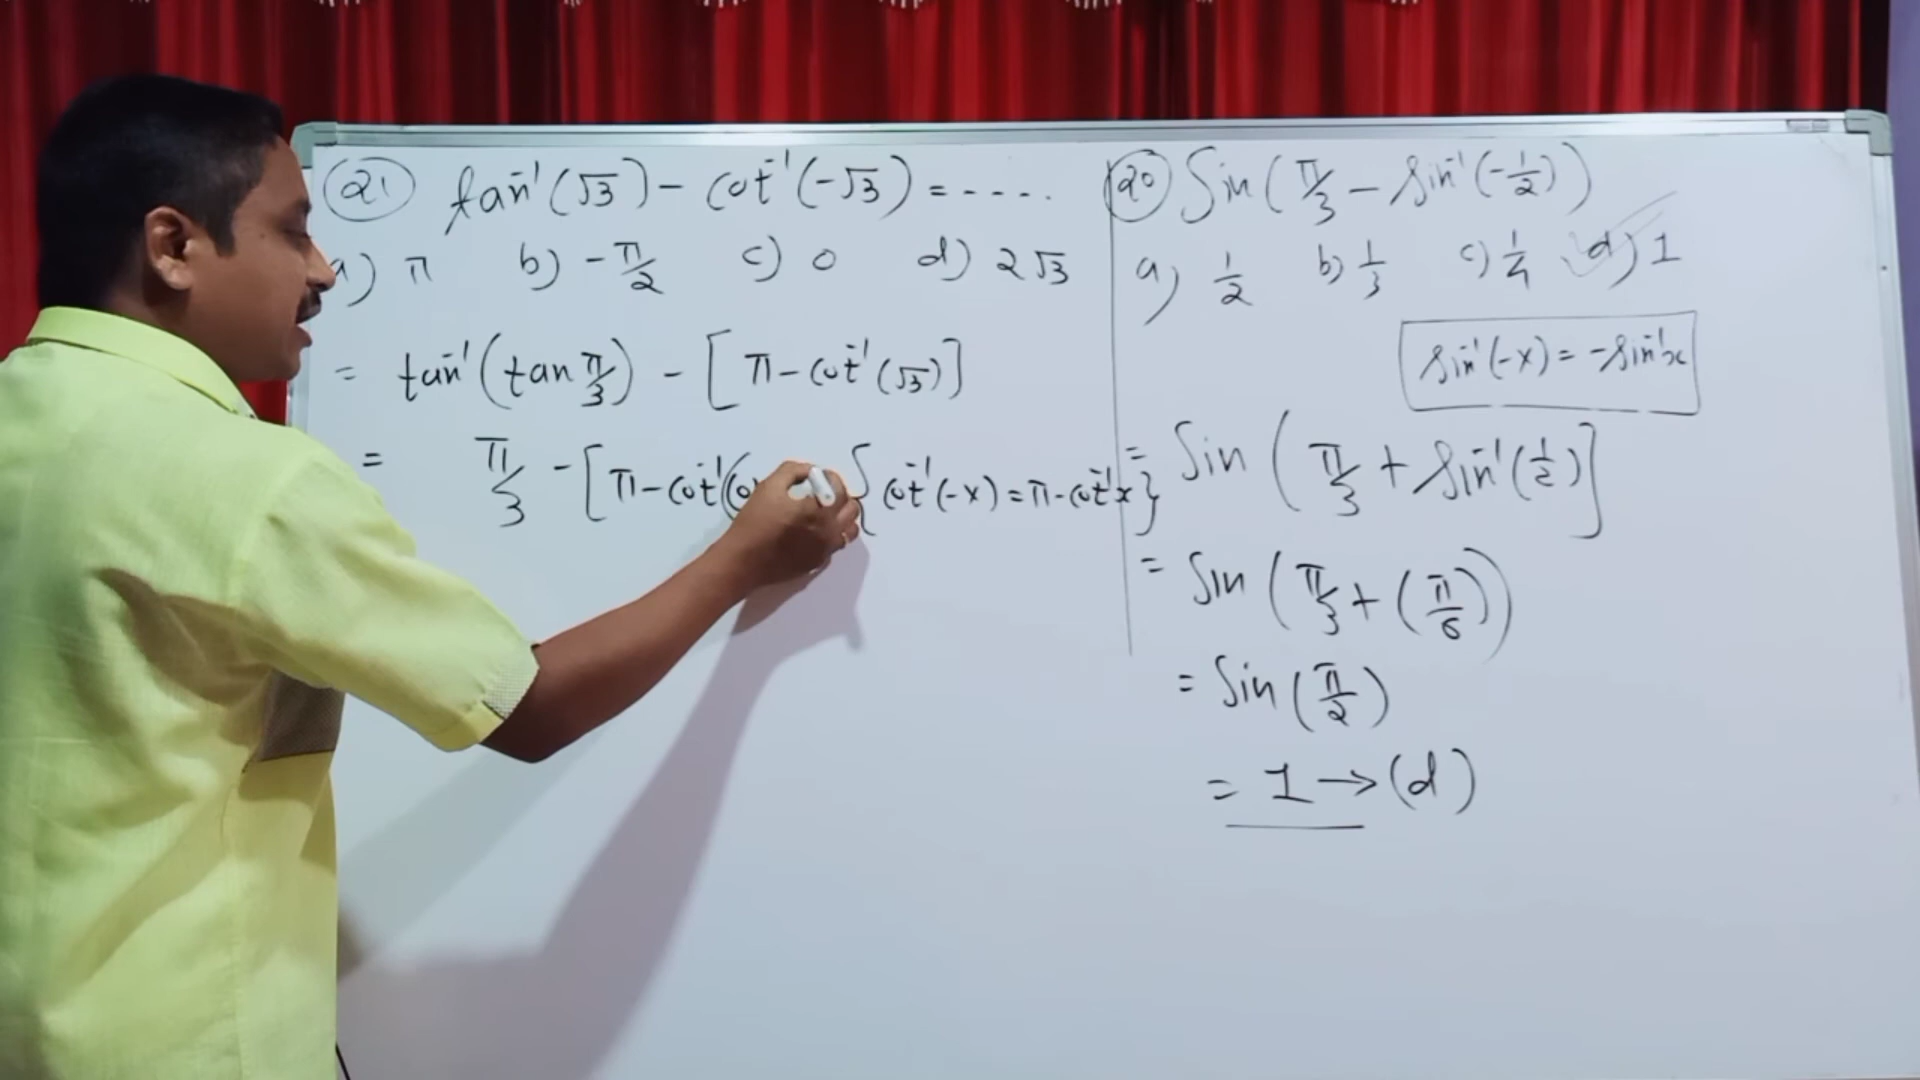 21 tan⁻¹(√3) - cot⁻¹(-√3) = ----.
a) π b) -π/2 c) 0 d) 2√3
= tan⁻¹(tan π/3) - [π - cot⁻¹(√3)]
= π/3 - [π - cot⁻¹(co
{cot⁻¹(-x) = π - cot⁻¹x}
20 Sin(π/3 - Sin⁻¹(-1/2))
a) 1/2 b) 1/3 c) 1/4 d) 1
Sin⁻¹(-x) = -Sin⁻¹x
= Sin(π/3 + Sin⁻¹(1/2)]
= Sin(π/3 + (π/6))
= Sin(π/2)
= 1 → (d)